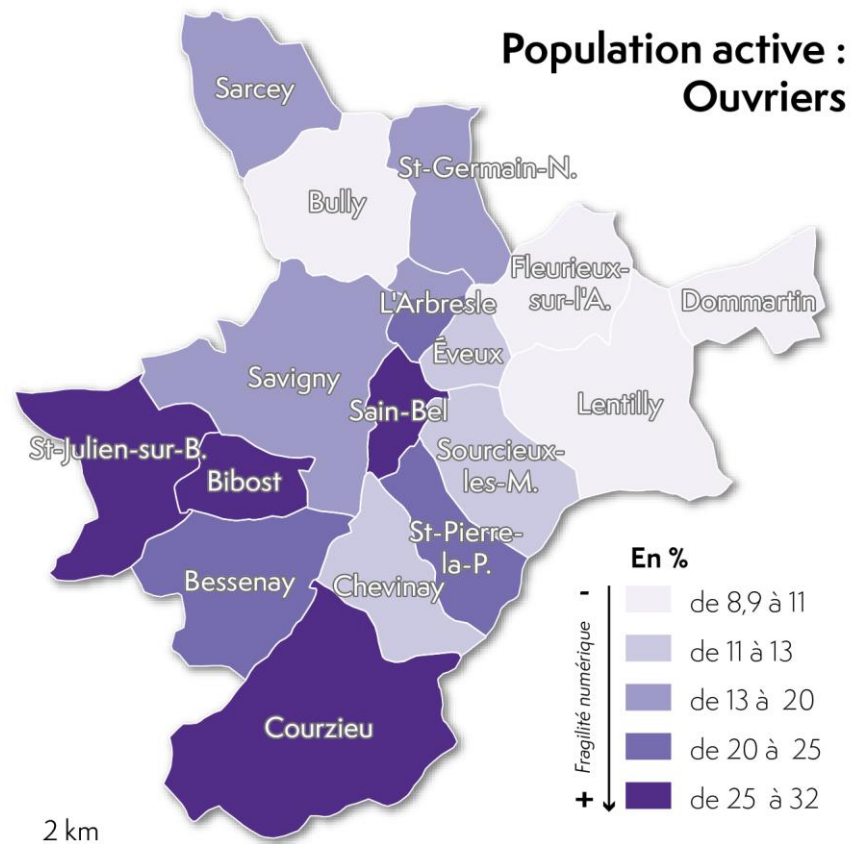 Population active :
Ouvriers
Sarcey
St-Germain-N.
Bully
Fleurieux-
sur-l'A.
Dommartin
L'Arbresle
Éveux
Savigny
Lentilly
Sain-Bel
St-Julien-sur-B.
Sourcieux-
les-M.
Bibost
St-Pierre-
la-P.
Bessenay
Chevinay
Courzieu
En %
-
Fragilité numérique
+
de 8,9 à 11
de 11 à 13
de 13 à 20
de 20 à 25
de 25 à 32
2 km